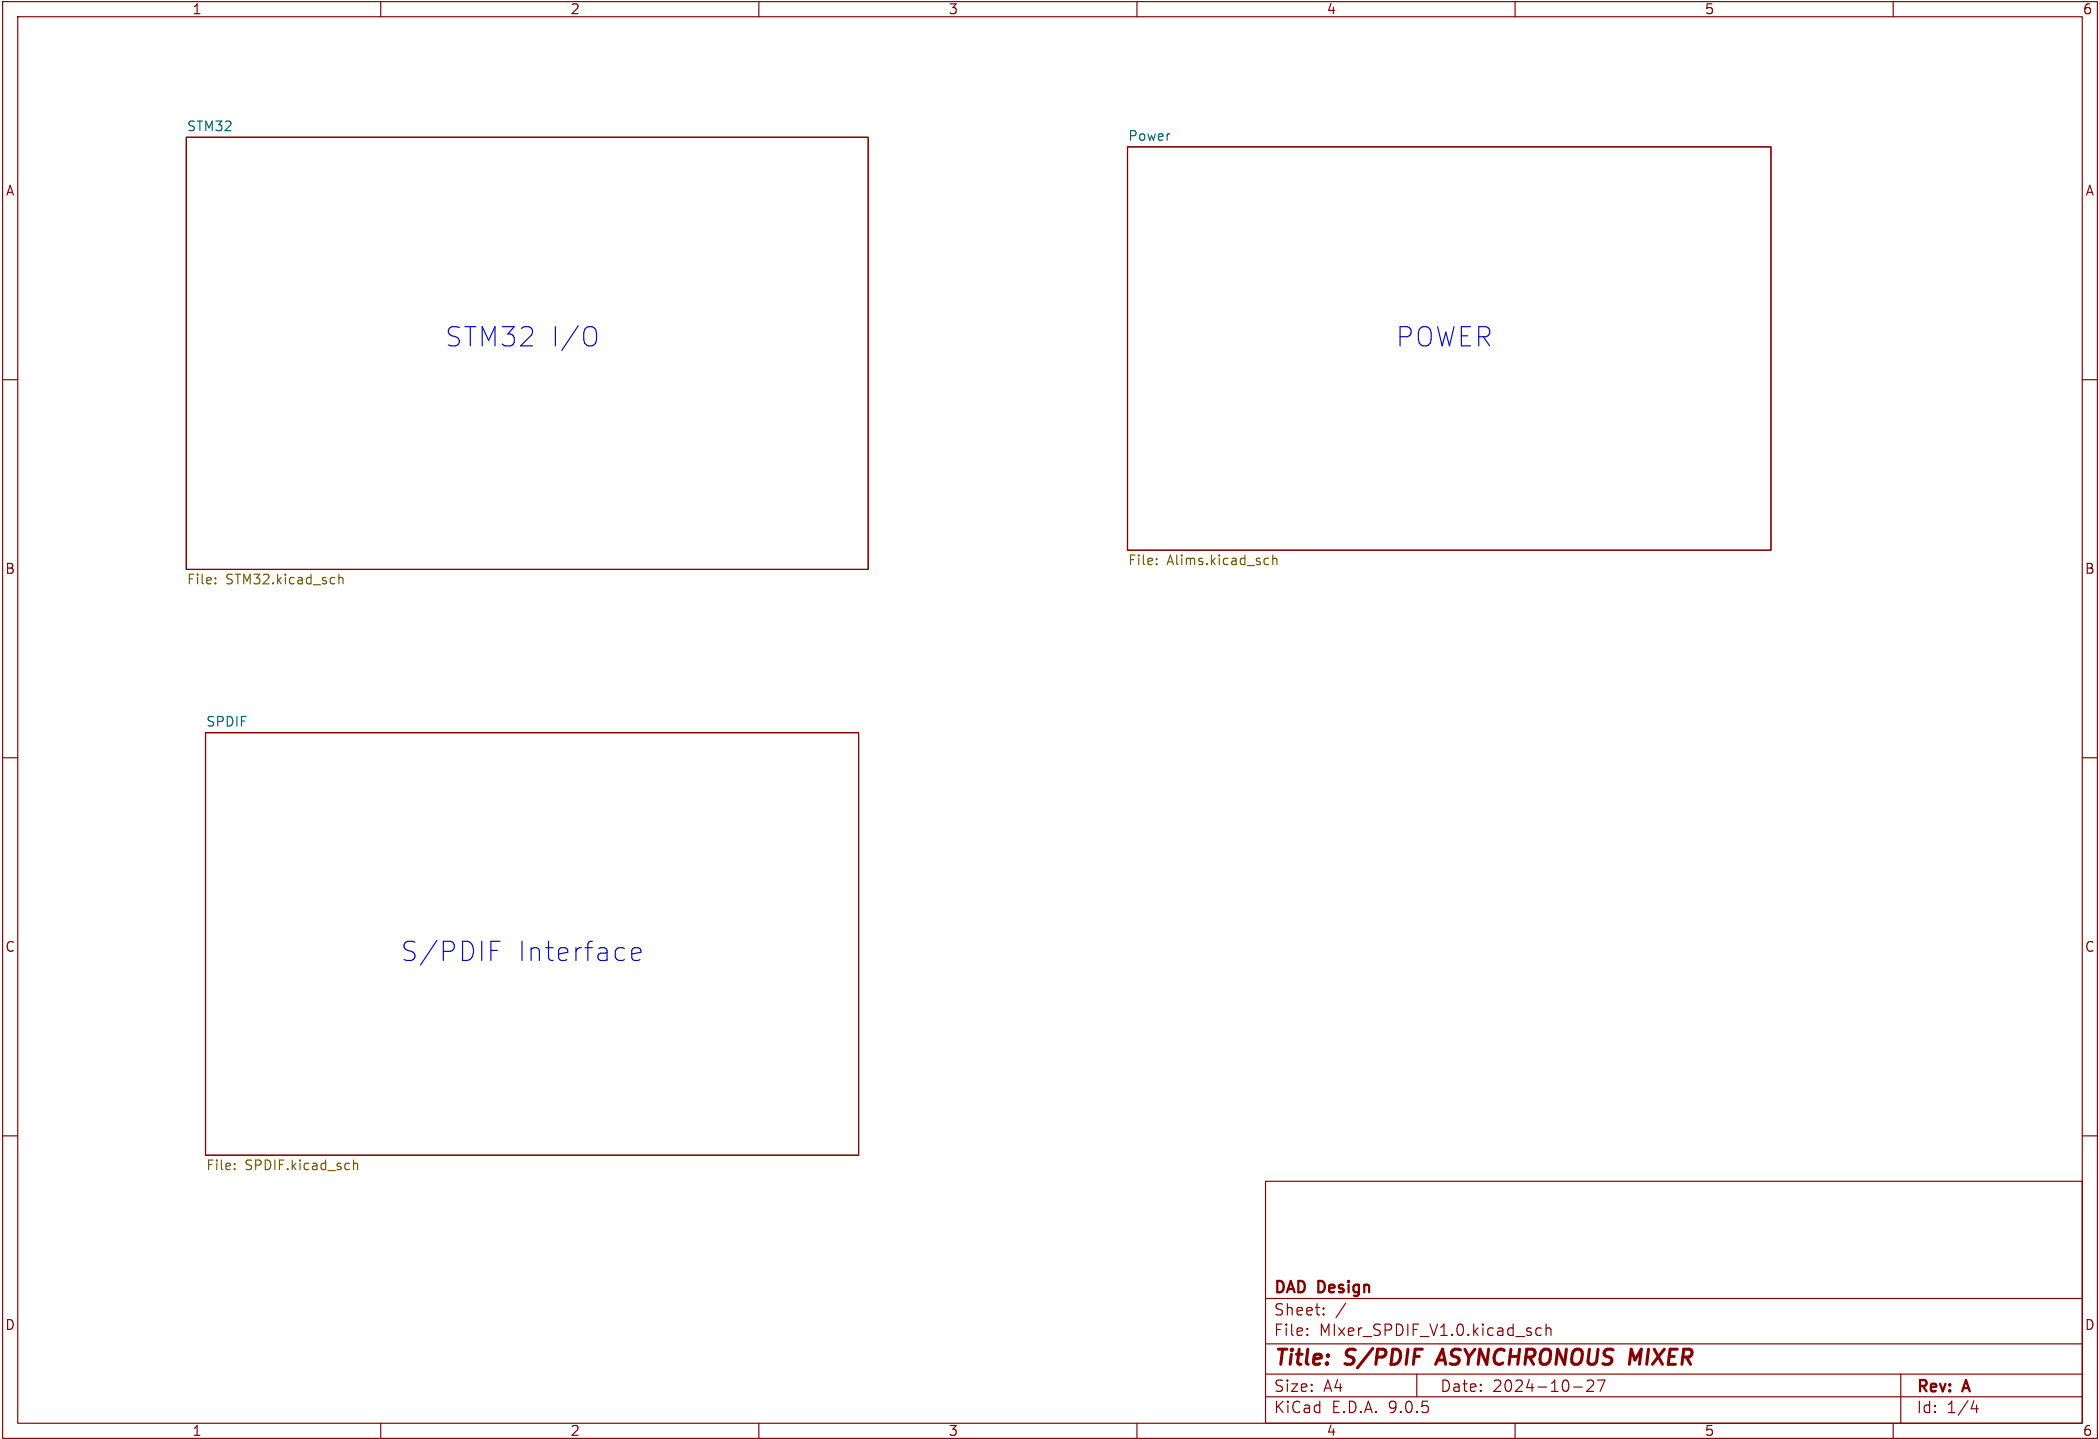 1 2 3 4 5 6
STM32
Power
A A
STM32 I/O
POWER
File: Alims.kicad_sch
B B
File: STM32.kicad_sch
SPDIF
C C
S/PDIF Interface
File: SPDIF.kicad_sch
DAD Design
Sheet: /
D D
File: MIxer_SPDIF_V1.0.kicad_sch
Title: S/PDIF ASYNCHRONOUS MIXER
Size: A4 Date: 2024-10-27 Rev: A
KiCad E.D.A. 9.0.5 Id: 1/4
1 2 3 4 5 6